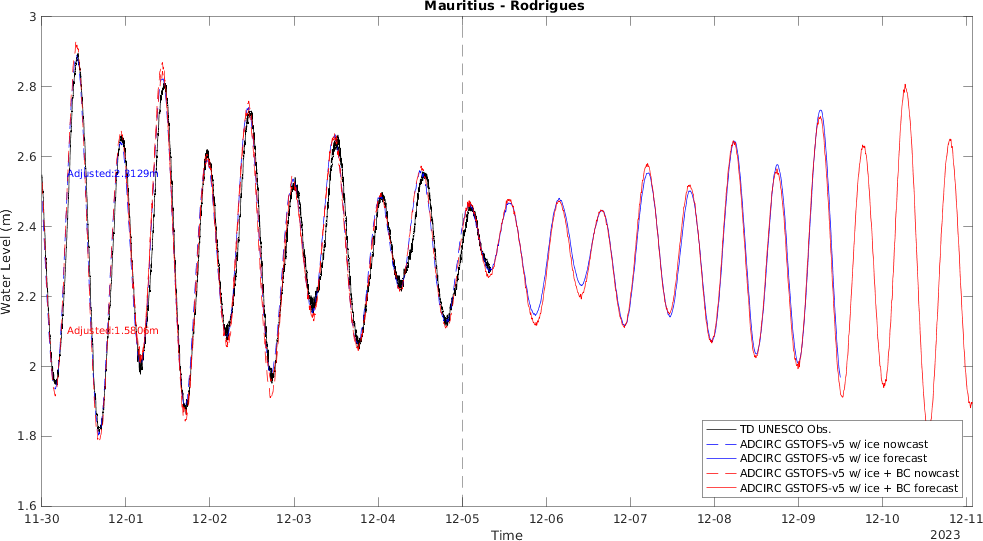 Mauritius - Rodrigues
Water Level (m)
3
2.8
2.6
2.4
2.2
2
1.8
1.6
Adjusted:2.3129m
Adjusted:1.5806m
TD UNESCO Obs.
ADCIRC GSTOFS-v5 w/ ice nowcast
ADCIRC GSTOFS-v5 w/ ice forecast
ADCIRC GSTOFS-v5 w/ ice + BC nowcast
ADCIRC GSTOFS-v5 w/ ice + BC forecast
11-30 12-01 12-02 12-03 12-04 12-05 12-06 12-07 12-08 12-09 12-10 12-11
Time
2023